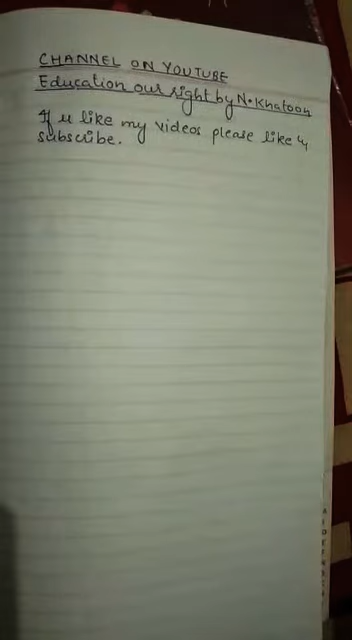 CHANNEL ON YOUTUBE
Education our right by N. Khatoon
If u like my videos please like &
subscribe.